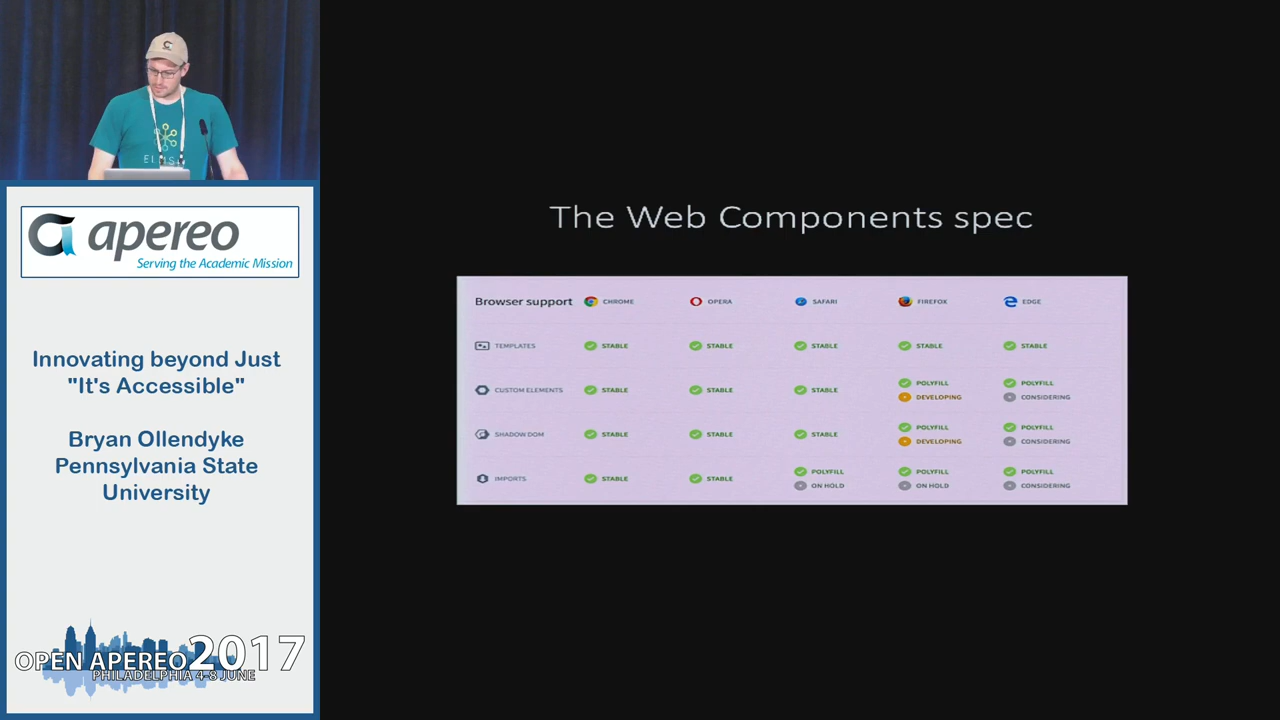 apereo
Serving the Academic Mission
Innovating beyond Just
"It's Accessible"
Bryan Ollendyke
Pennsylvania State
University
OPEN APEREO 2017
PHILADELPHIA 4-8 JUNE
The Web Components spec
Browser support CHROME OPERA SAFARI FIREFOX EDGE
TEMPLATES STABLE STABLE STABLE STABLE STABLE
CUSTOM ELEMENTS STABLE STABLE STABLE POLYFILL POLYFILL
DEVELOPING CONSIDERING
SHADOW DOM STABLE STABLE STABLE POLYFILL POLYFILL
DEVELOPING CONSIDERING
IMPORTS STABLE STABLE POLYFILL POLYFILL POLYFILL
ON HOLD ON HOLD CONSIDERING